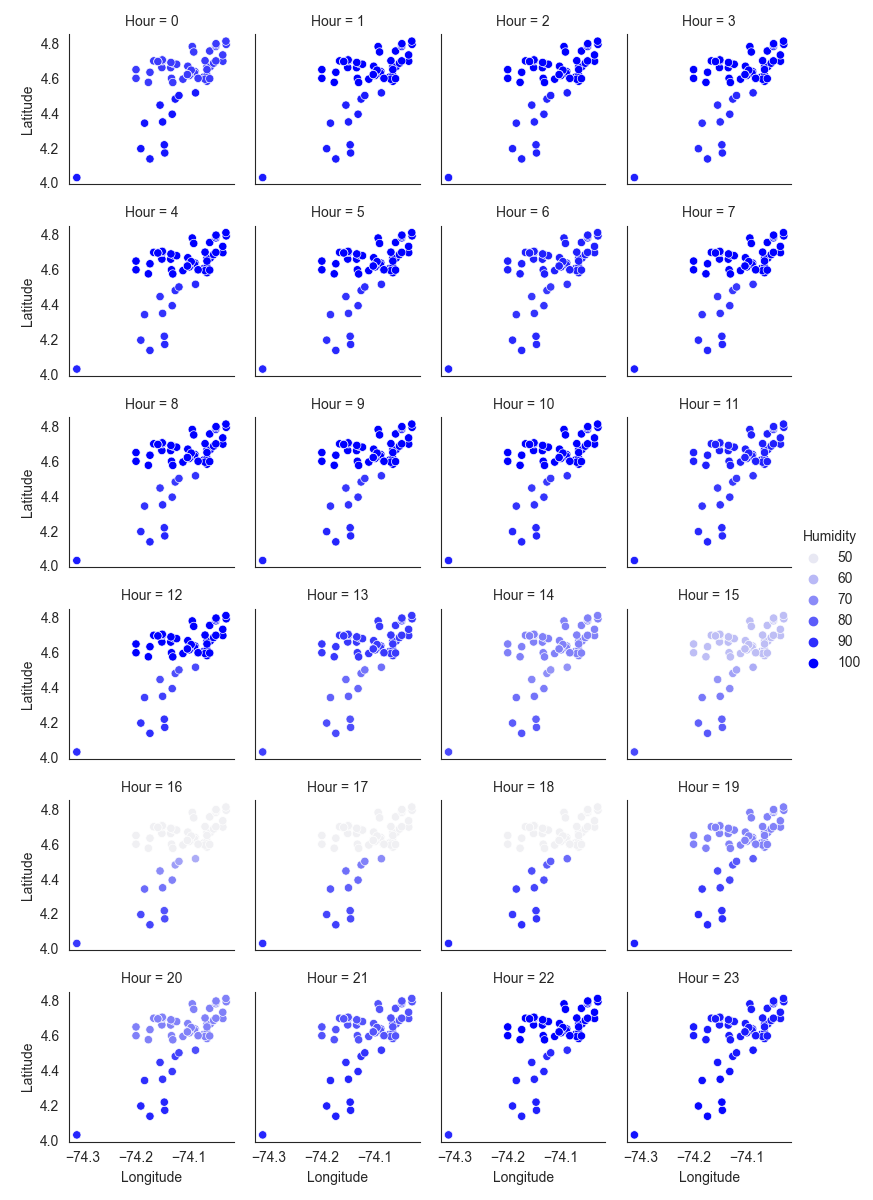 Hour = 0 Hour = 1 Hour = 2 Hour = 3
4.8
4.6
4.4
4.2
4.0
Latitude
Hour = 4 Hour = 5 Hour = 6 Hour = 7
4.8
4.6
4.4
4.2
4.0
Latitude
Hour = 8 Hour = 9 Hour = 10 Hour = 11
4.8
4.6
4.4
4.2
4.0
Latitude
Humidity
50
60
70
80
90
100
Hour = 12 Hour = 13 Hour = 14 Hour = 15
4.8
4.6
4.4
4.2
4.0
Latitude
Hour = 16 Hour = 17 Hour = 18 Hour = 19
4.8
4.6
4.4
4.2
4.0
Latitude
Hour = 20 Hour = 21 Hour = 22 Hour = 23
4.8
4.6
4.4
4.2
4.0
Latitude
−74.3 −74.2 −74.1 −74.3 −74.2 −74.1 −74.3 −74.2 −74.1 −74.3 −74.2 −74.1
Longitude Longitude Longitude Longitude